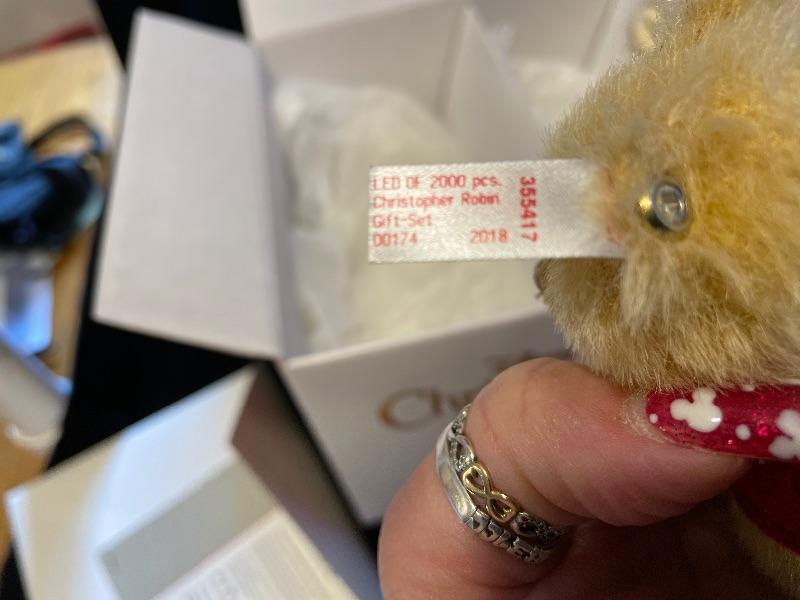 LED OF 2000 pcs.
Christopher Robin
Gift-Set
00174 2018
355417